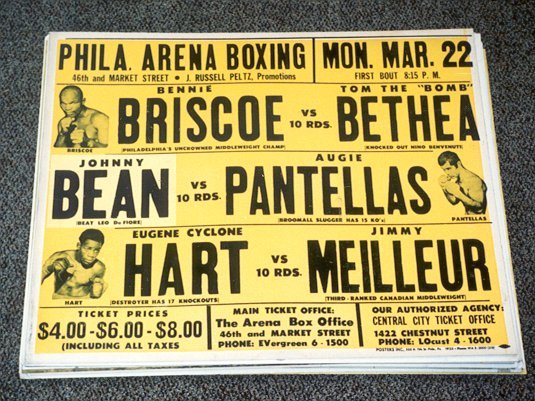 PHILA. ARENA BOXING
46th and MARKET STREET • J. RUSSELL PELTZ, Promotions
MON. MAR. 22
FIRST BOUT 8:15 P. M.
BENNIE
BRISCOE
PHILADELPHIA'S UNCROWNED MIDDLEWEIGHT CHAMP
BRISCOE
VS
10 RDS.
TOM THE "BOMB"
BETHEA
KNOCKED OUT NINO BENVENUTI
JOHNNY
BEAN
BEAT LEO De FIORE
VS
10 RDS.
AUGIE
PANTELLAS
BROOMALL SLUGGER HAS 15 KO's
PANTELLAS
EUGENE CYCLONE
HART
DESTROYER HAS 17 KNOCKOUTS
HART
VS
10 RDS.
JIMMY
MEILLEUR
THIRD-RANKED CANADIAN MIDDLEWEIGHT
TICKET PRICES
$4.00-$6.00-$8.00
(INCLUDING ALL TAXES
MAIN TICKET OFFICE:
The Arena Box Office
46th and MARKET STREET
PHONE: EVergreen 6 - 1500
OUR AUTHORIZED AGENCY:
CENTRAL CITY TICKET OFFICE
1422 CHESTNUT STREET
PHONE: LOcust 4 - 1600
POSTERS INC.